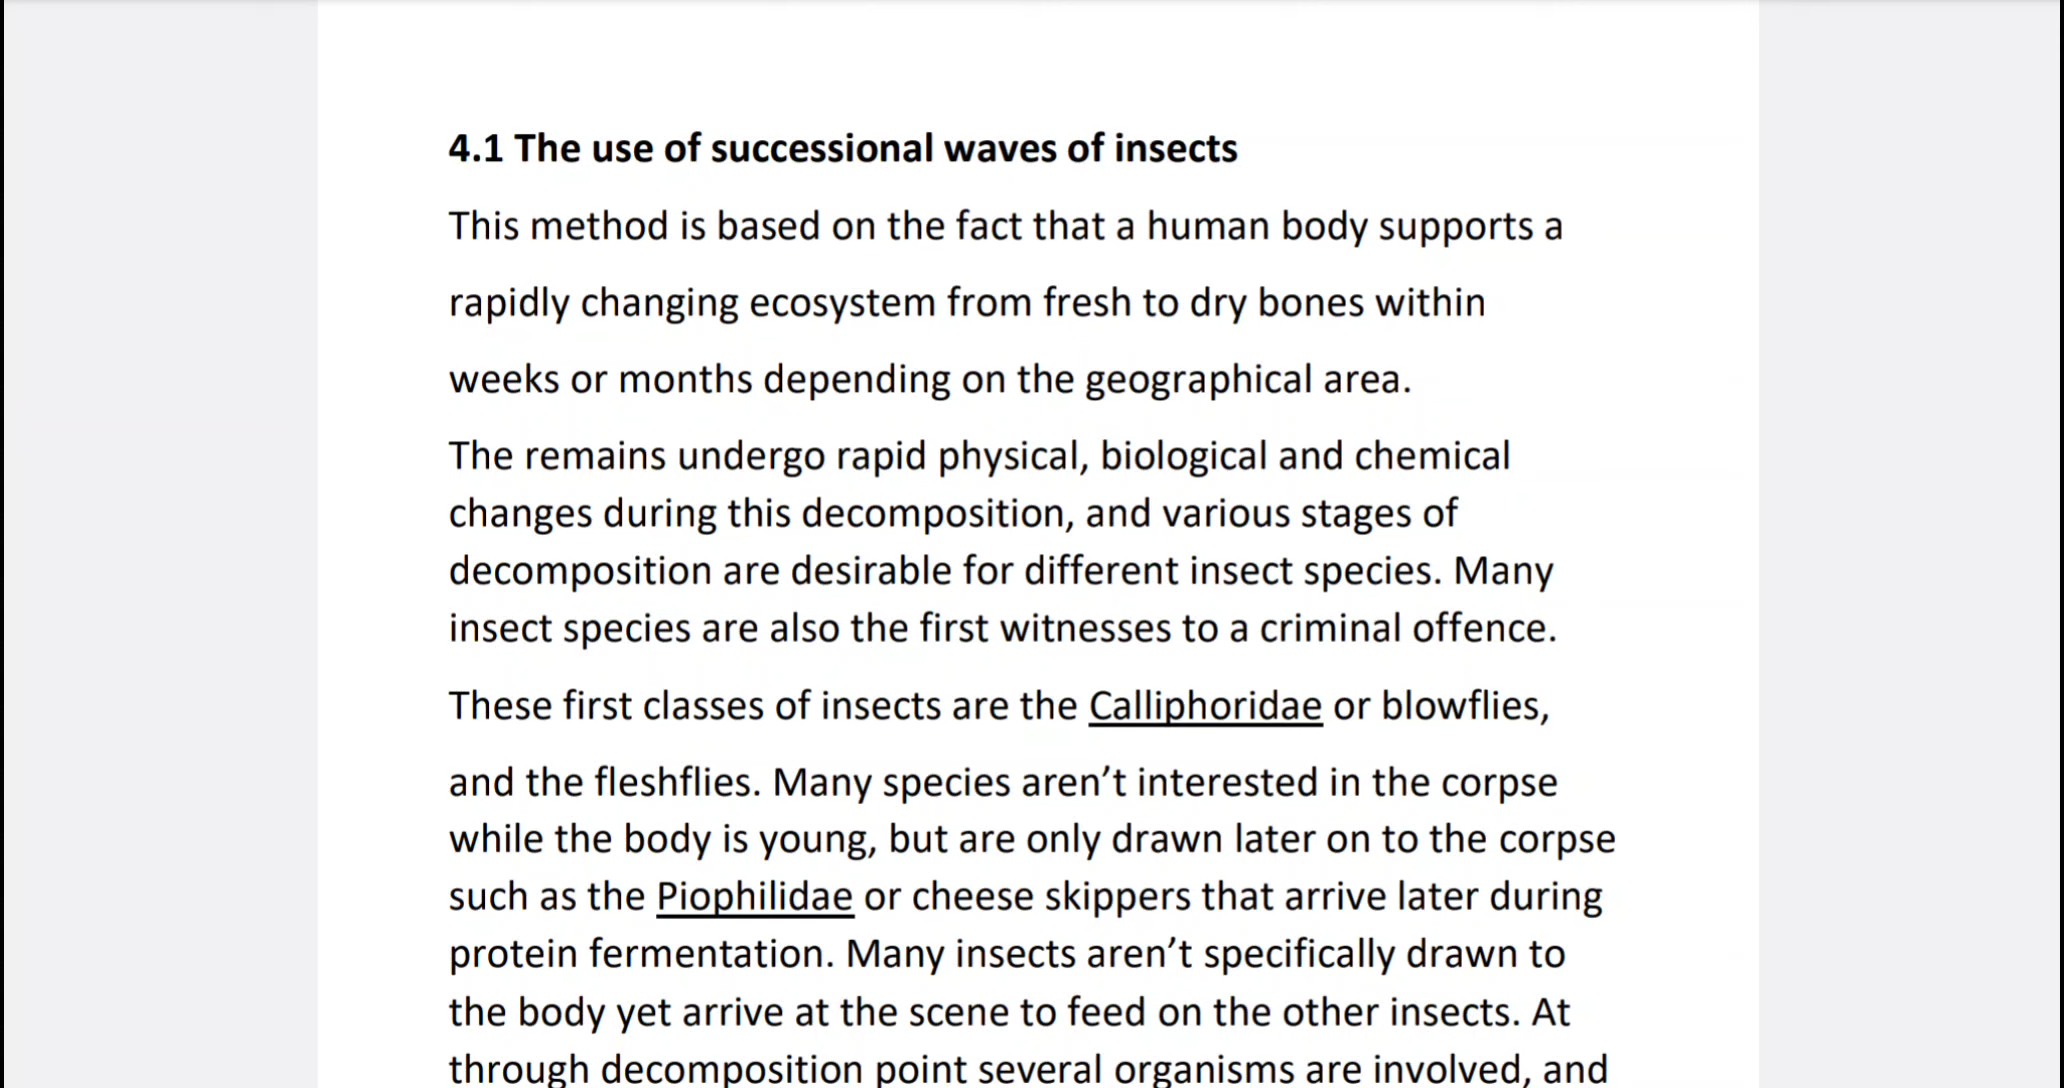 4.1 The use of successional waves of insects
This method is based on the fact that a human body supports a
rapidly changing ecosystem from fresh to dry bones within
weeks or months depending on the geographical area.
The remains undergo rapid physical, biological and chemical
changes during this decomposition, and various stages of
decomposition are desirable for different insect species. Many
insect species are also the first witnesses to a criminal offence.
These first classes of insects are the Calliphoridae or blowflies,
and the fleshflies. Many species aren’t interested in the corpse
while the body is young, but are only drawn later on to the corpse
such as the Piophilidae or cheese skippers that arrive later during
protein fermentation. Many insects aren’t specifically drawn to
the body yet arrive at the scene to feed on the other insects. At
through decomposition point several organisms are involved, and